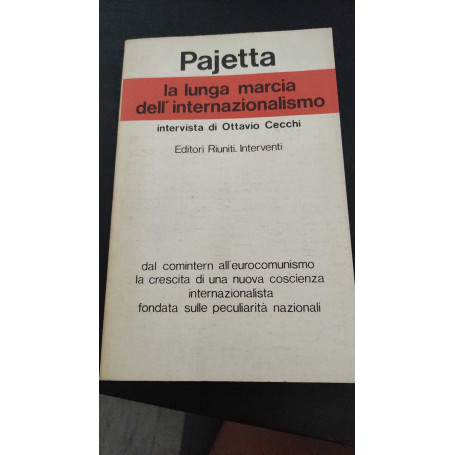 Pajetta
la lunga marcia
dell'internazionalismo
intervista di Ottavio Cecchi
Editori Riuniti. Interventi
dal comintern all'eurocomunismo
la crescita di una nuova coscienza
internazionalista
fondata sulle peculiarità nazionali